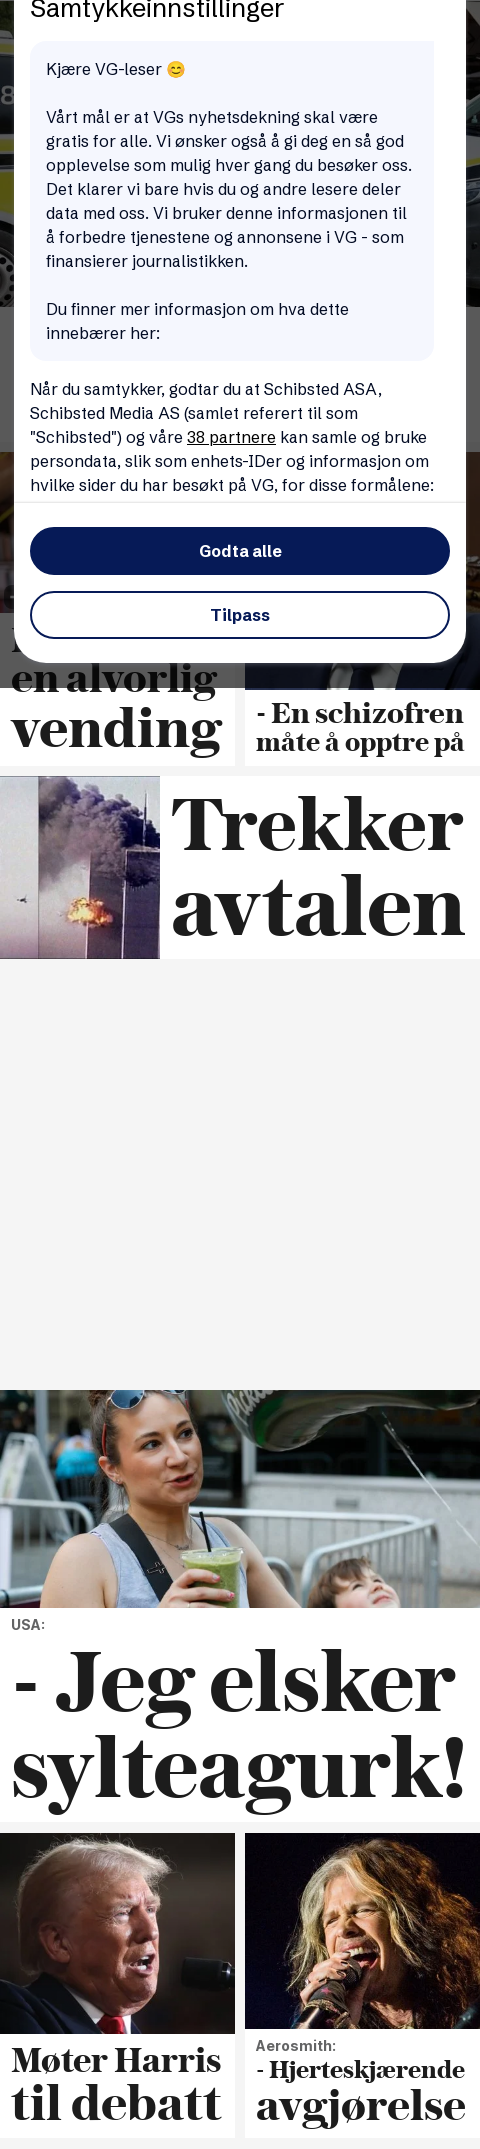 Samtykkeinnstillinger
Kjære VG-leser 😊
Vårt mål er at VGs nyhetsdekning skal være
gratis for alle. Vi ønsker også å gi deg en så god
opplevelse som mulig hver gang du besøker oss.
Det klarer vi bare hvis du og andre lesere deler
data med oss. Vi bruker denne informasjonen til
å forbedre tjenestene og annonsene i VG - som
finansierer journalistikken.
Du finner mer informasjon om hva dette
innebærer her:
Når du samtykker, godtar du at Schibsted ASA,
Schibsted Media AS (samlet referert til som
"Schibsted") og våre 38 partnere kan samle og bruke
persondata, slik som enhets-IDer og informasjon om
hvilke sider du har besøkt på VG, for disse formålene:
Godta alle
Tilpass
en alvorlig
vending
- En schizofren
måte å opptre på
Trekker
avtalen
USA:
- Jeg elsker
sylteagurk!
Møter Harris
til debatt
Aerosmith:
- Hjerteskjærende
avgjørelse